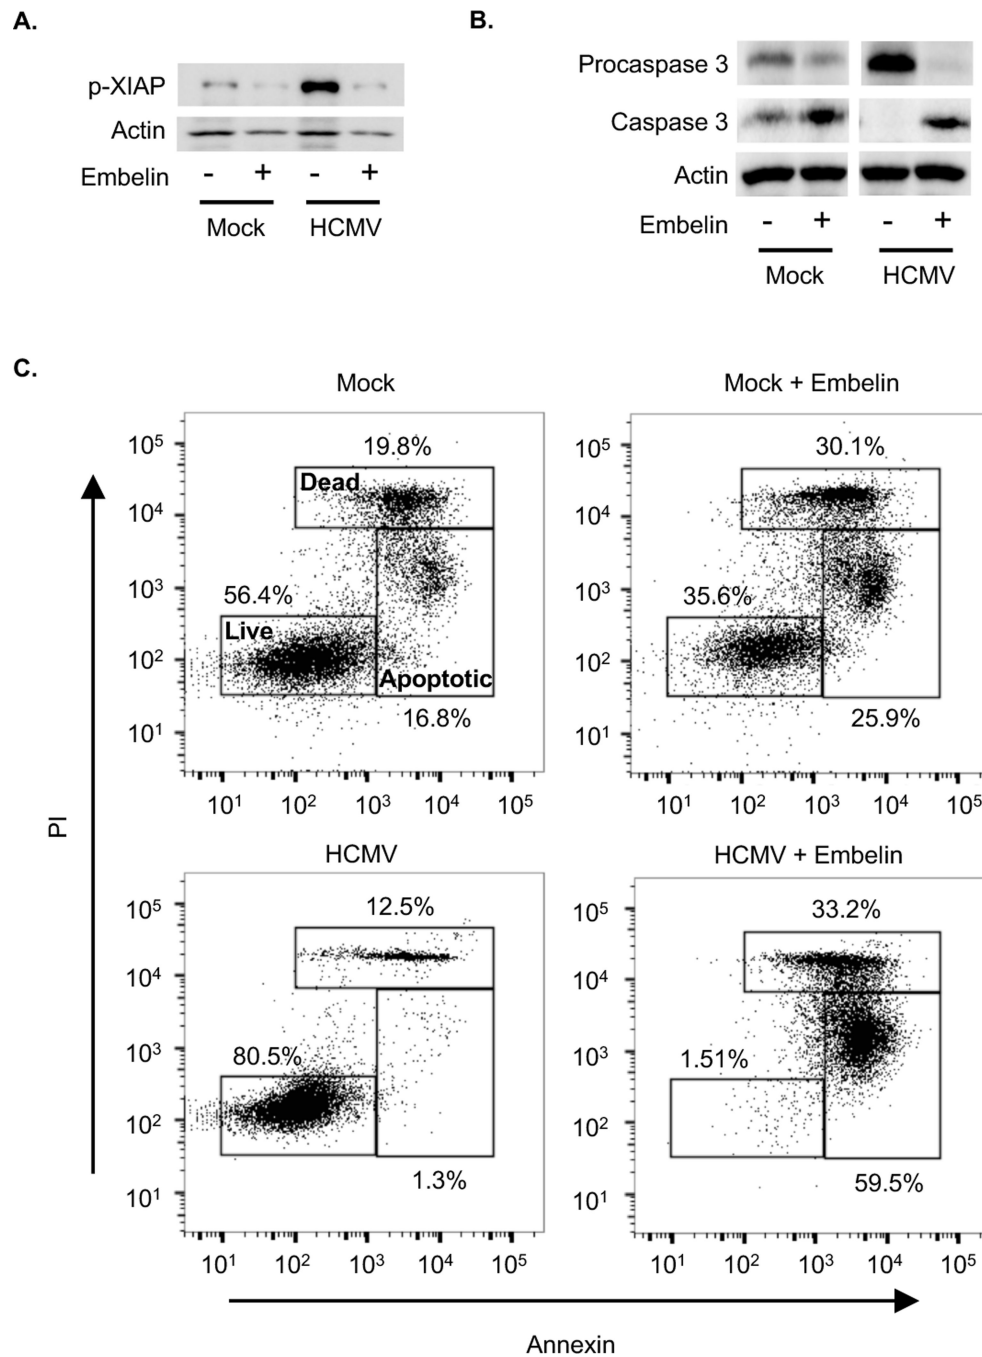 A.
p-XIAP
Actin
Embelin - + - +
Mock HCMV
B.
Procaspase 3
Caspase 3
Actin
Embelin - + - +
Mock HCMV
C.
Mock
10⁵
10⁴
10³
10²
10¹
19.8%
Dead
56.4%
Live
Apoptotic
16.8%
10¹ 10² 10³ 10⁴ 10⁵
Mock + Embelin
10⁵
10⁴
10³
10²
10¹
30.1%
35.6%
25.9%
10¹ 10² 10³ 10⁴ 10⁵
PI
HCMV
10⁵
10⁴
10³
10²
10¹
12.5%
80.5%
1.3%
10¹ 10² 10³ 10⁴ 10⁵
HCMV + Embelin
10⁵
10⁴
10³
10²
10¹
33.2%
1.51%
59.5%
10¹ 10² 10³ 10⁴ 10⁵
Annexin